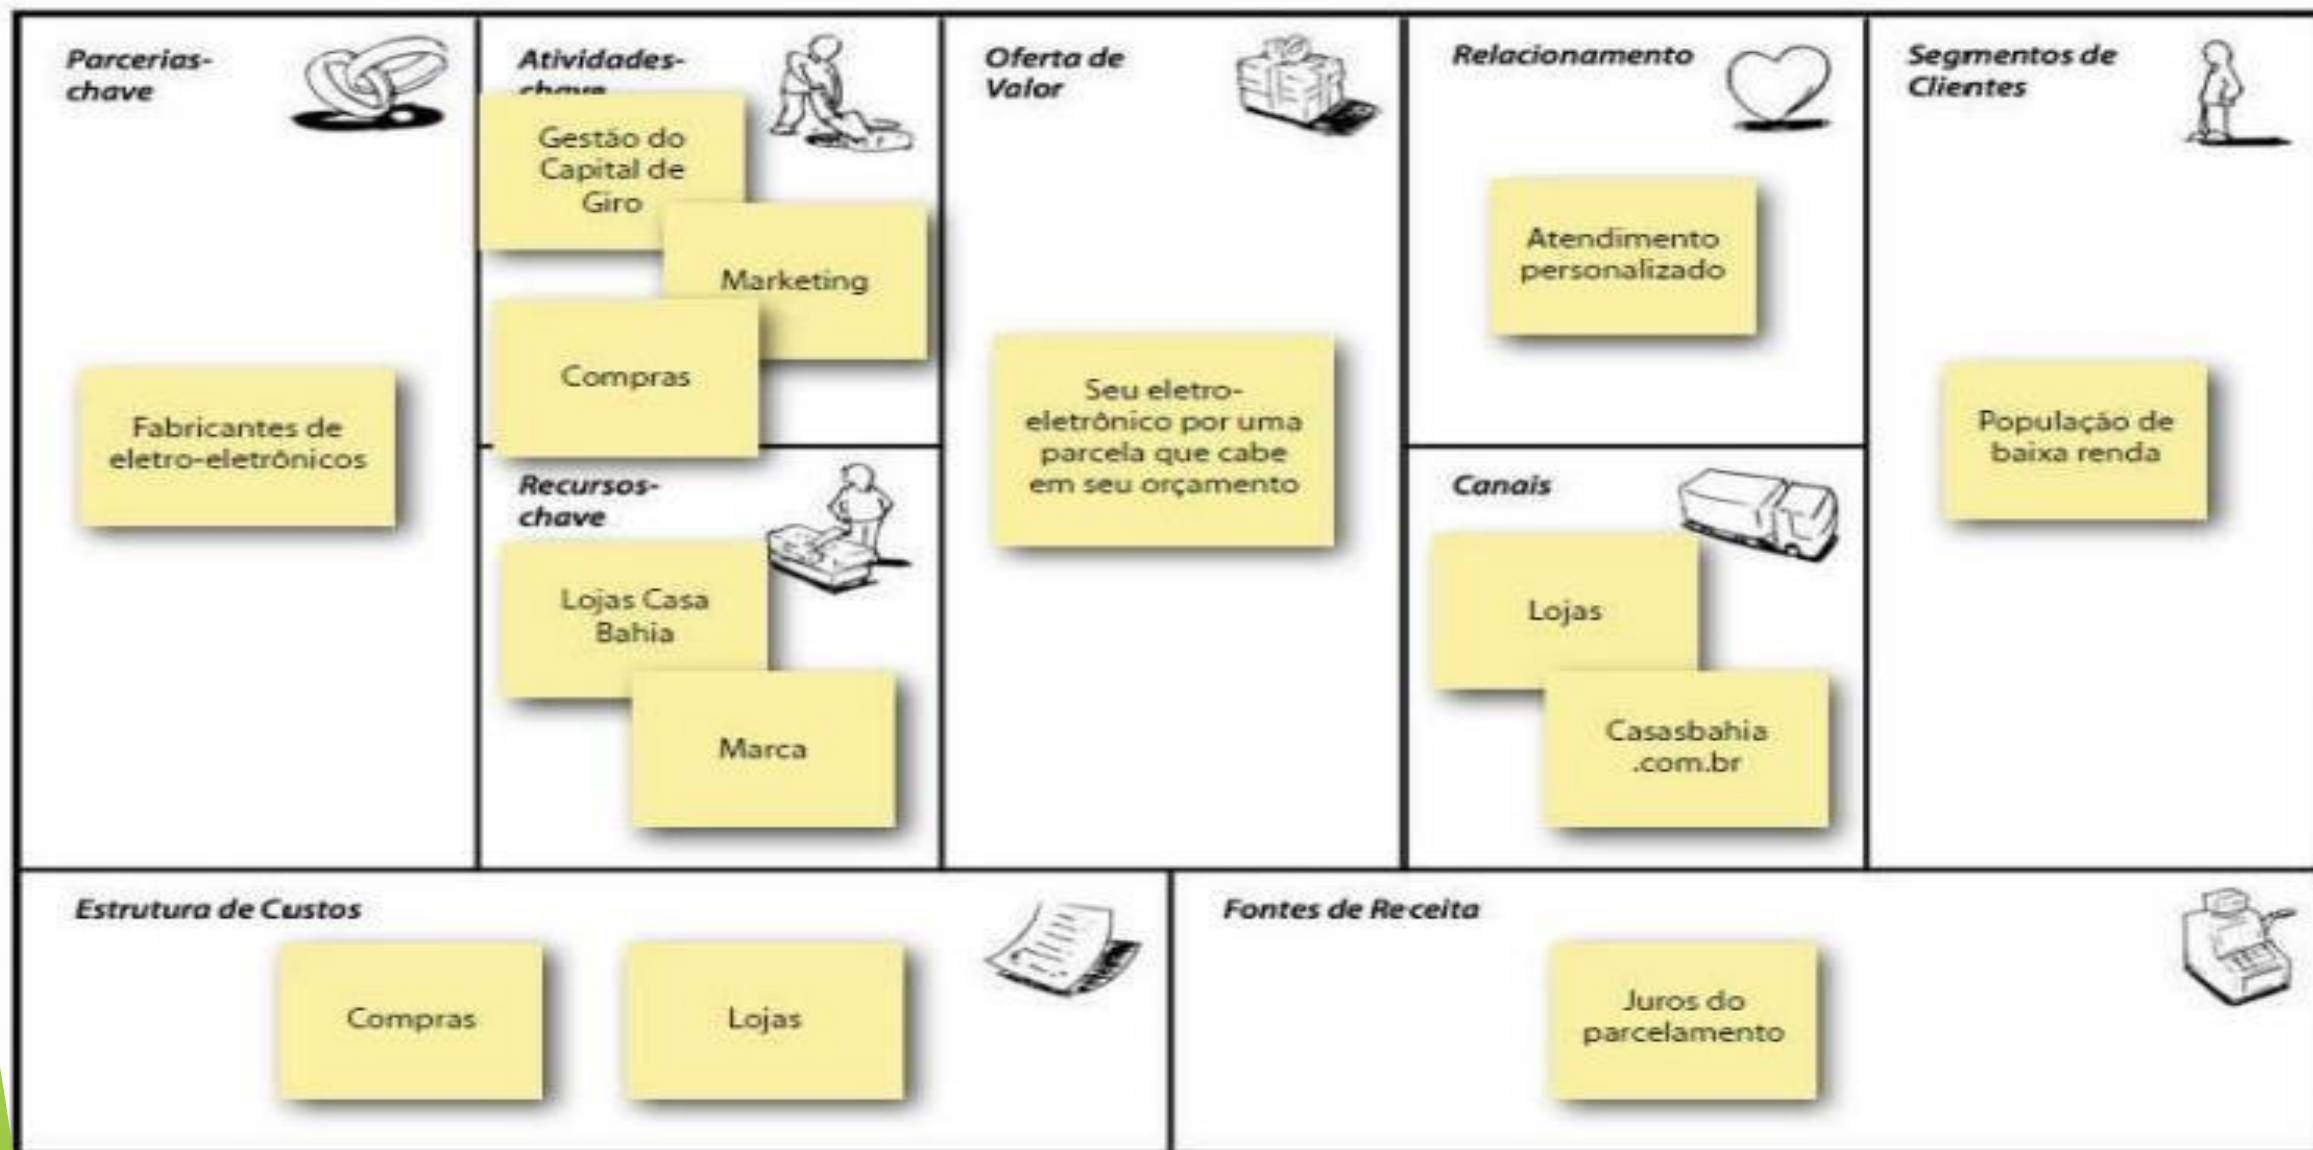 Parcerias-
chave
Fabricantes de
eletro-eletrônicos
Atividades-
chave
Gestão do
Capital de
Giro
Marketing
Compras
Recursos-
chave
Lojas Casa
Bahia
Marca
Oferta de
Valor
Seu eletro-
eletrônico por uma
parcela que cabe
em seu orçamento
Relacionamento
Atendimento
personalizado
Canais
Lojas
Casasbahia
.com.br
Segmentos de
Clientes
População de
baixa renda
Estrutura de Custos
Compras
Lojas
Fontes de Receita
Juros do
parcelamento